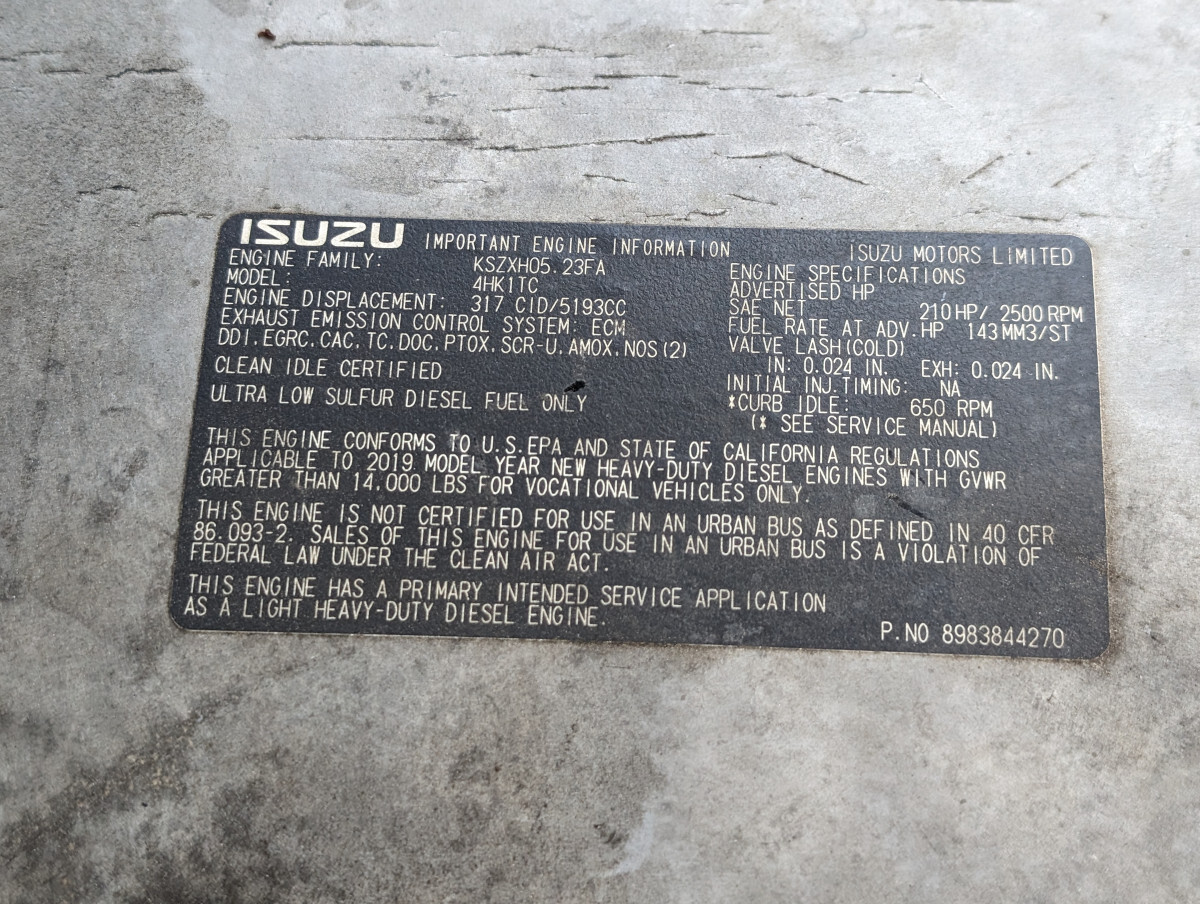 ISUZU IMPORTANT ENGINE INFORMATION ISUZU MOTORS LIMITED
ENGINE FAMILY: KSZXH05.23FA
MODEL: 4HK1TC
ENGINE DISPLACEMENT: 317 CID/5193CC
EXHAUST EMISSION CONTROL SYSTEM: ECM
DDI.EGRC.CAC.TC.DOC.PTOX.SCR-U.AMOX.NOS(2)
CLEAN IDLE CERTIFIED
ULTRA LOW SULFUR DIESEL FUEL ONLY
ENGINE SPECIFICATIONS
ADVERTISED HP
SAE NET 210HP/ 2500RPM
FUEL RATE AT ADV.HP 143MM3/ST
VALVE LASH(COLD)
IN: 0.024 IN. EXH: 0.024 IN.
INITIAL INJ.TIMING: NA
*CURB IDLE: 650 RPM
(* SEE SERVICE MANUAL)
THIS ENGINE CONFORMS TO U.S.EPA AND STATE OF CALIFORNIA REGULATIONS
APPLICABLE TO 2019 MODEL YEAR NEW HEAVY-DUTY DIESEL ENGINES WITH GVWR
GREATER THAN 14.000 LBS FOR VOCATIONAL VEHICLES ONLY.
THIS ENGINE IS NOT CERTIFIED FOR USE IN AN URBAN BUS AS DEFINED IN 40 CFR
86.093-2. SALES OF THIS ENGINE FOR USE IN AN URBAN BUS IS A VIOLATION OF
FEDERAL LAW UNDER THE CLEAN AIR ACT.
THIS ENGINE HAS A PRIMARY INTENDED SERVICE APPLICATION
AS A LIGHT HEAVY-DUTY DIESEL ENGINE.
P.NO 8983844270